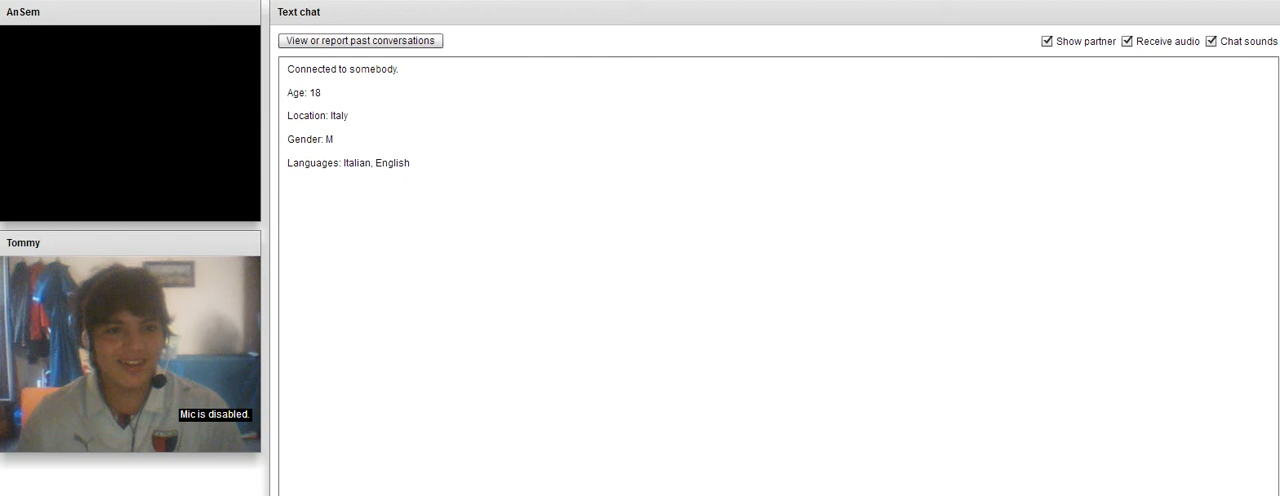 AnSem
Text chat
View or report past conversations
Show partner
Receive audio
Chat sounds
Connected to somebody.
Age: 18
Location: Italy
Gender: M
Languages: Italian, English
Tommy
Mic is disabled.